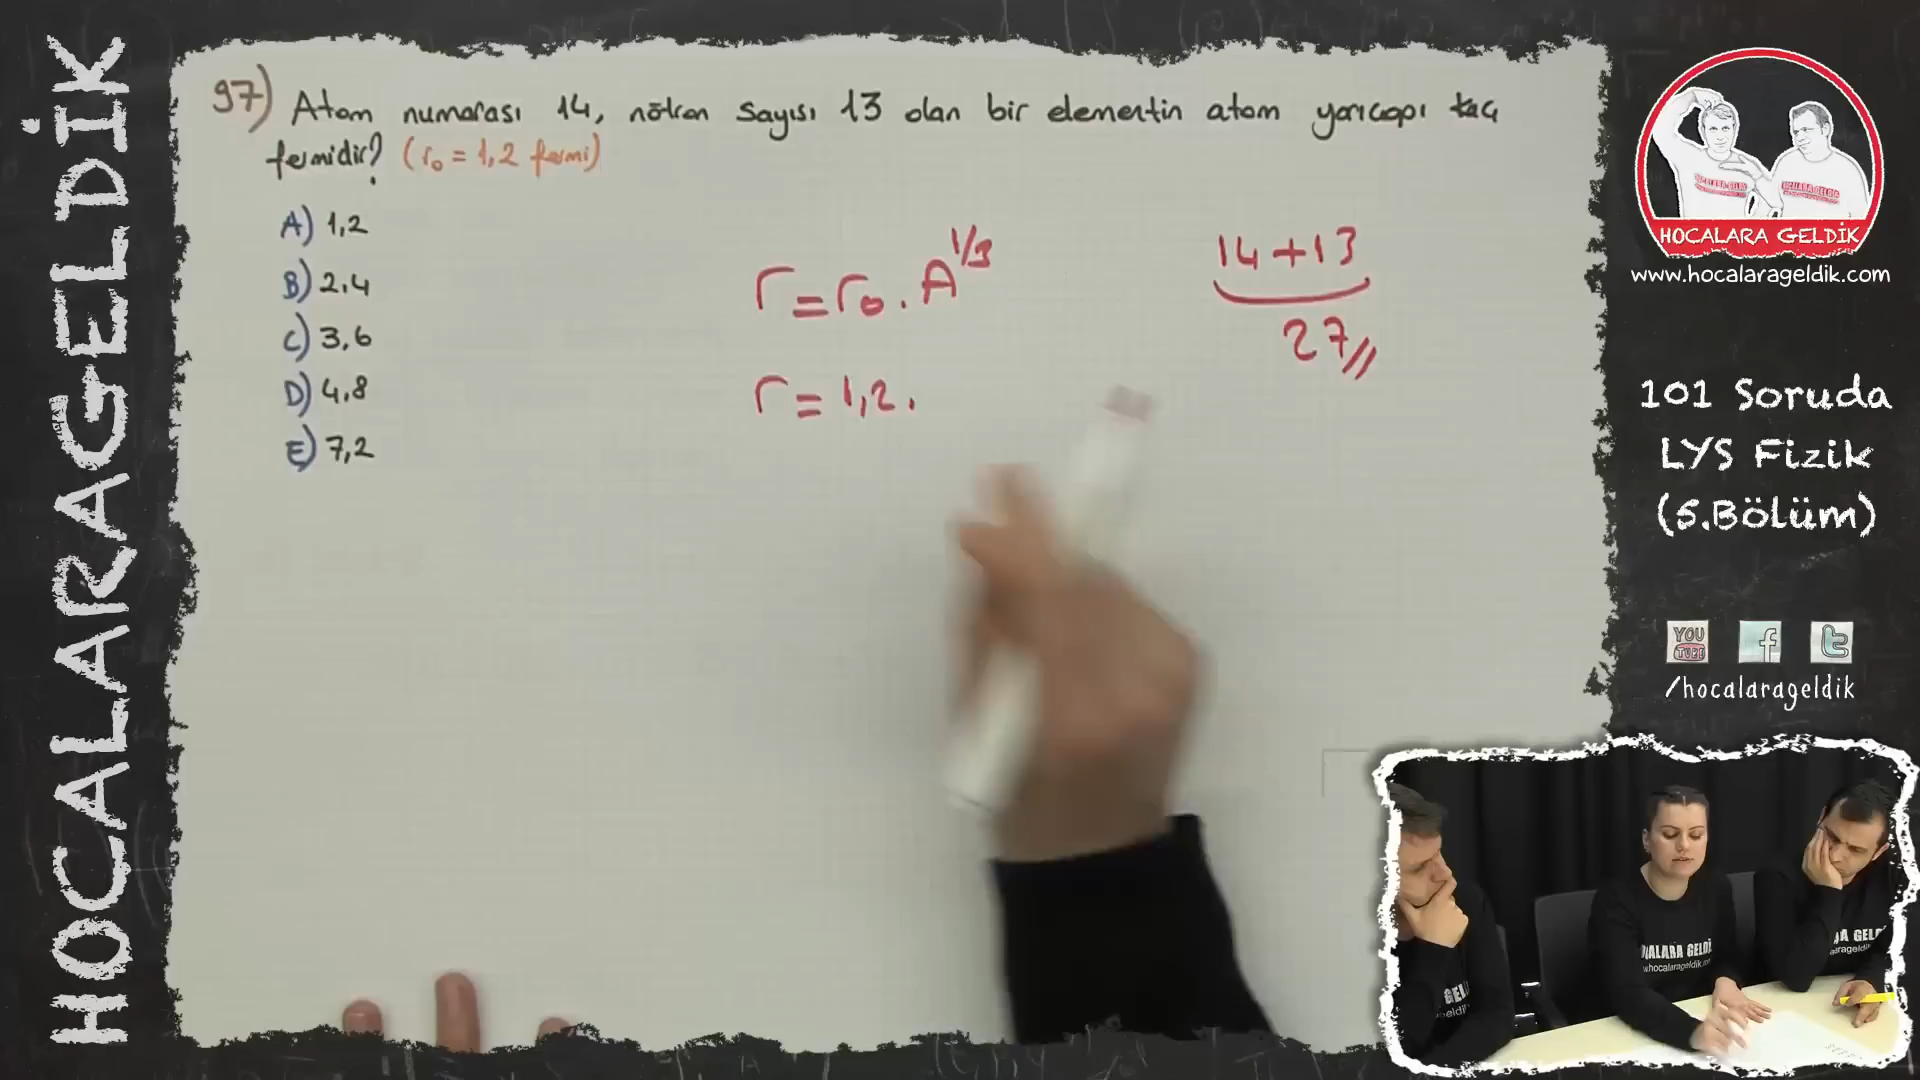 HOCALARAGELDİK
97) Atom numarası 14, nötron sayısı 13 olan bir elementin atom yarıçapı kaç
fermidir? (r₀ = 1,2 fermi)
A) 1,2
B) 2,4
C) 3,6
D) 4,8
E) 7,2
r = r₀ . A^1/3
r = 1,2 .
14 + 13
27//
HOCALARA GELDİK
www.hocalarageldik.com
101 Soruda
LYS Fizik
(5.Bölüm)
YOU
f
t
/hocalarageldik